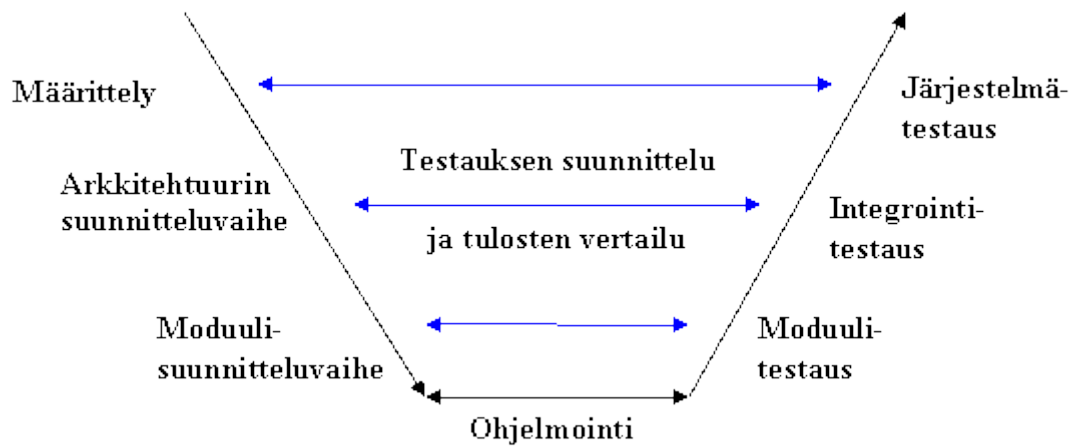 Määrittely
Järjestelmä-
testaus
Testauksen suunnittelu
Arkkitehtuurin
suunnitteluvaihe
Integrointi-
testaus
ja tulosten vertailu
Moduuli-
suunnitteluvaihe
Moduuli-
testaus
Ohjelmointi